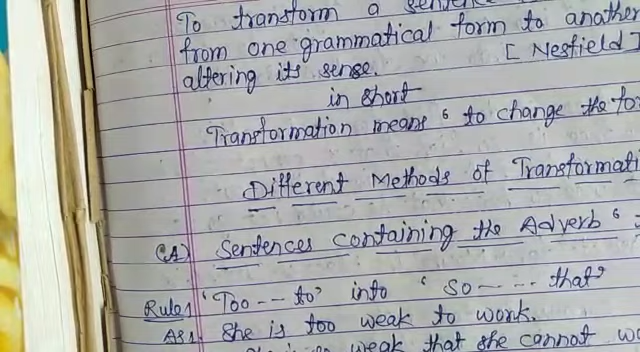 To transform a sentence
from one grammatical form to another
altering its sense. [Nesfield]
in short
Transformation means ' to change the
Different Methods of
(A) Sentences containing the Adverb '
Rule 1 'Too --- to' into ' so --- --- that'
AS 1. She is too weak to work.
weak that she cannot